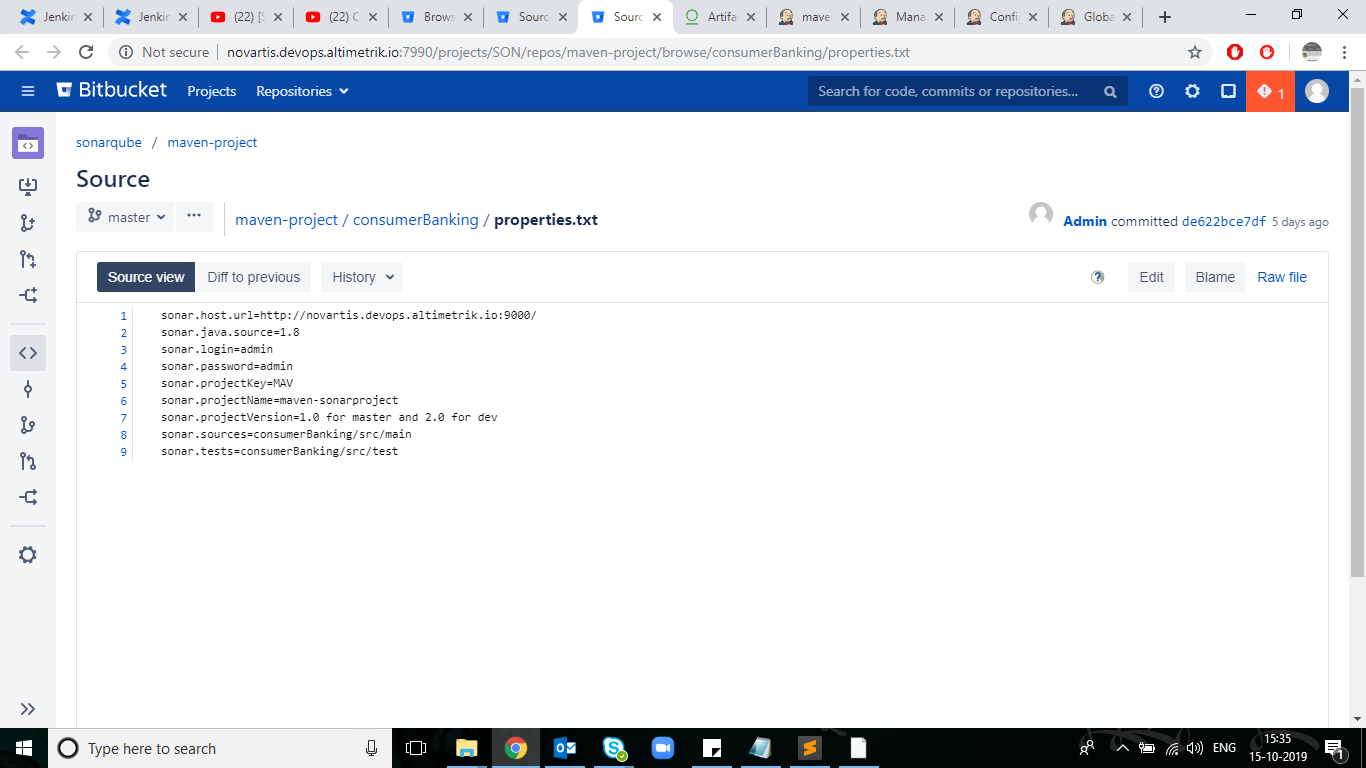 Jenkin
Jenkin
(22) [S
(22) C
Brows
Sourc
Sourc
Artifa
mave
Mana
Confi
Globa
Not secure
novartis.devops.altimetrik.io:7990/projects/SON/repos/maven-project/browse/consumerBanking/properties.txt
Bitbucket Projects Repositories
Search for code, commits or repositories...
1
sonarqube / maven-project
Source
master
maven-project / consumerBanking / properties.txt
Admin committed de622bce7df 5 days ago
Source view Diff to previous History
Edit Blame Raw file
1 sonar.host.url=http://novartis.devops.altimetrik.io:9000/
2 sonar.java.source=1.8
3 sonar.login=admin
4 sonar.password=admin
5 sonar.projectKey=MAV
6 sonar.projectName=maven-sonarproject
7 sonar.projectVersion=1.0 for master and 2.0 for dev
8 sonar.sources=consumerBanking/src/main
9 sonar.tests=consumerBanking/src/test
Type here to search
ENG
15:35
15-10-2019
1